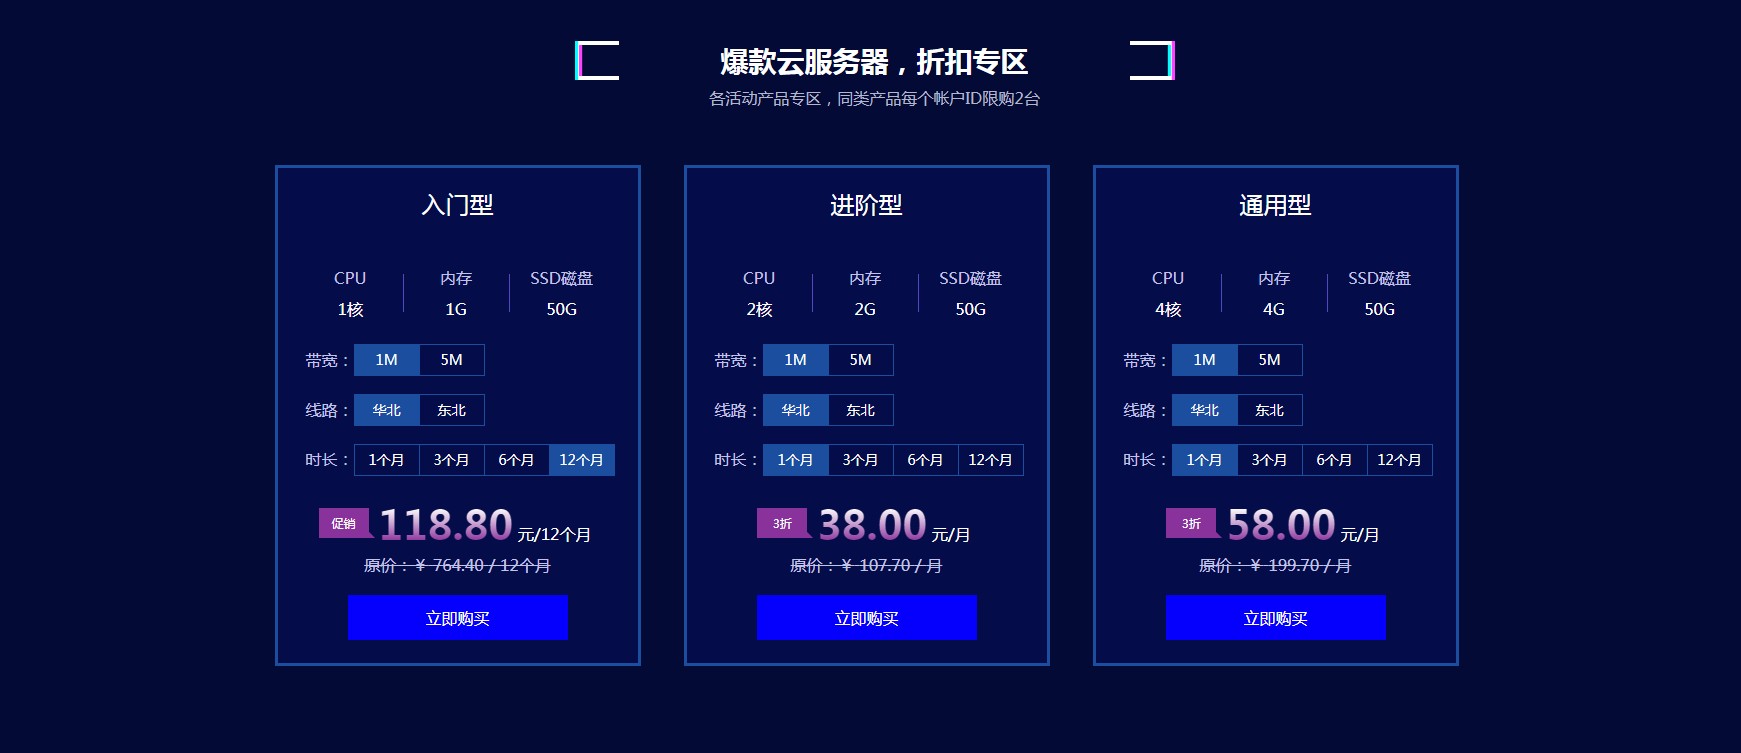 爆款云服务器，折扣专区
各活动产品专区，同类产品每个帐户ID限购2台
入门型
CPU 内存 SSD磁盘
1核 1G 50G
带宽： 1M 5M
线路： 华北 东北
时长： 1个月 3个月 6个月 12个月
促销 118.80 元/12个月
原价：¥ 764.40 / 12个月
立即购买
进阶型
CPU 内存 SSD磁盘
2核 2G 50G
带宽： 1M 5M
线路： 华北 东北
时长： 1个月 3个月 6个月 12个月
3折 38.00 元/月
原价：¥ 107.70 / 月
立即购买
通用型
CPU 内存 SSD磁盘
4核 4G 50G
带宽： 1M 5M
线路： 华北 东北
时长： 1个月 3个月 6个月 12个月
3折 58.00 元/月
原价：¥ 199.70 / 月
立即购买